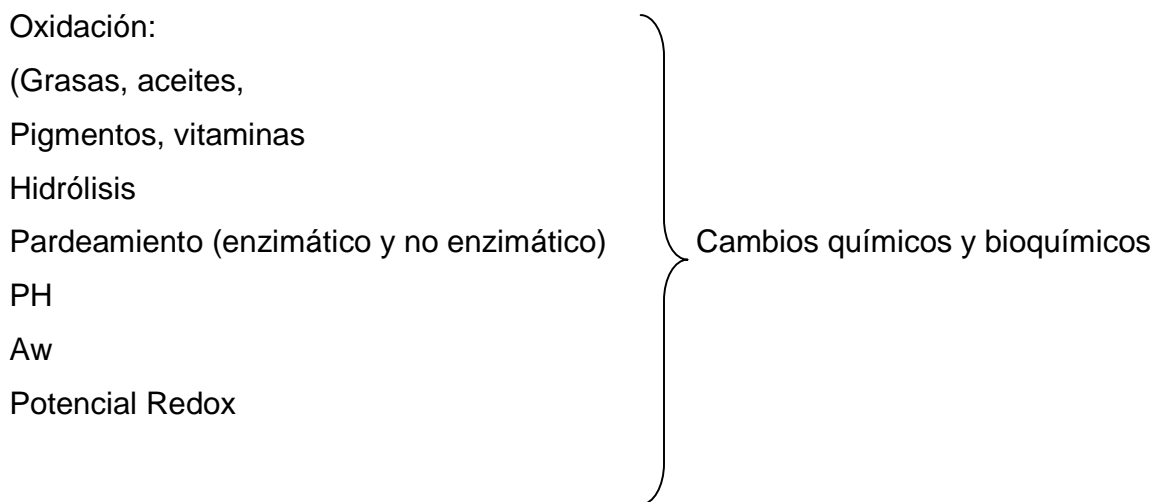 Oxidación:
(Grasas, aceites,
Pigmentos, vitaminas
Hidrólisis
Pardeamiento (enzimático y no enzimático)
Cambios químicos y bioquímicos
PH
Aw
Potencial Redox